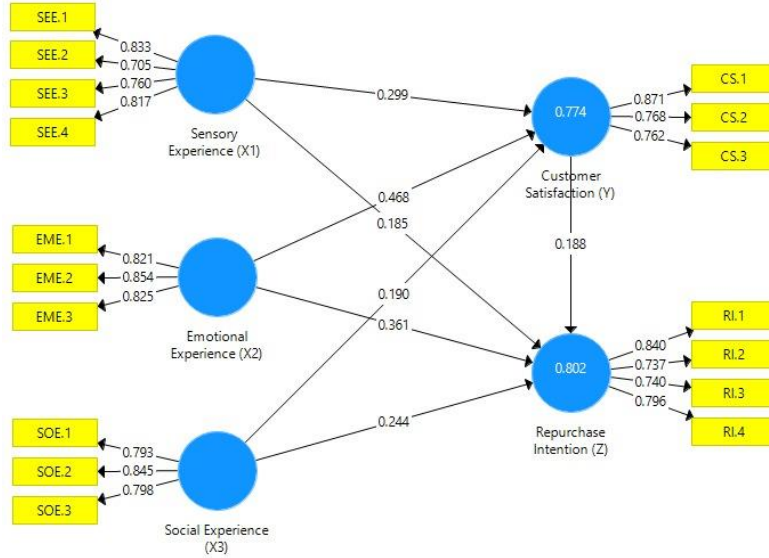 SEE.1
SEE.2
SEE.3
SEE.4
0.833
0.705
0.760
0.817
Sensory
Experience (X1)
0.299
0.774
Customer
Satisfaction (Y)
0.871
0.768
0.762
CS.1
CS.2
CS.3
0.468
0.185
0.188
EME.1
EME.2
EME.3
0.821
0.854
0.825
Emotional
Experience (X2)
0.190
0.361
0.802
Repurchase
Intention (Z)
0.840
0.737
0.740
0.796
RI.1
RI.2
RI.3
RI.4
0.244
SOE.1
SOE.2
SOE.3
0.793
0.845
0.798
Social Experience
(X3)